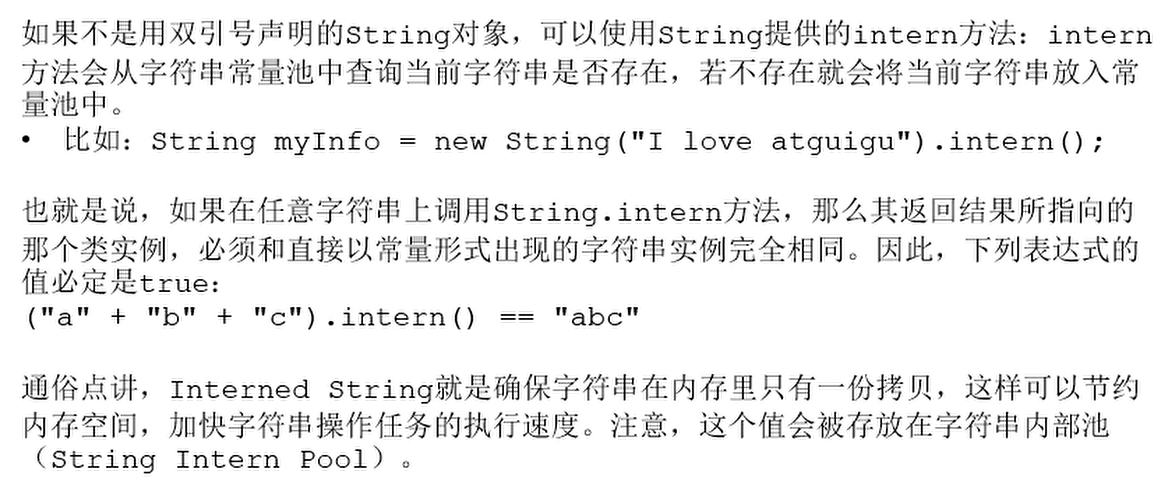 如果不是用双引号声明的String对象，可以使用String提供的intern方法：intern
方法会从字符串常量池中查询当前字符串是否存在，若不存在就会将当前字符串放入常
量池中。
• 比如：String myInfo = new String("I love atguigu").intern();
也就是说，如果在任意字符串上调用String.intern方法，那么其返回结果所指向的
那个类实例，必须和直接以常量形式出现的字符串实例完全相同。因此，下列表达式的
值必定是true：
("a" + "b" + "c").intern() == "abc"
通俗点讲，Interned String就是确保字符串在内存里只有一份拷贝，这样可以节约
内存空间，加快字符串操作任务的执行速度。注意，这个值会被存放在字符串内部池
（String Intern Pool）。